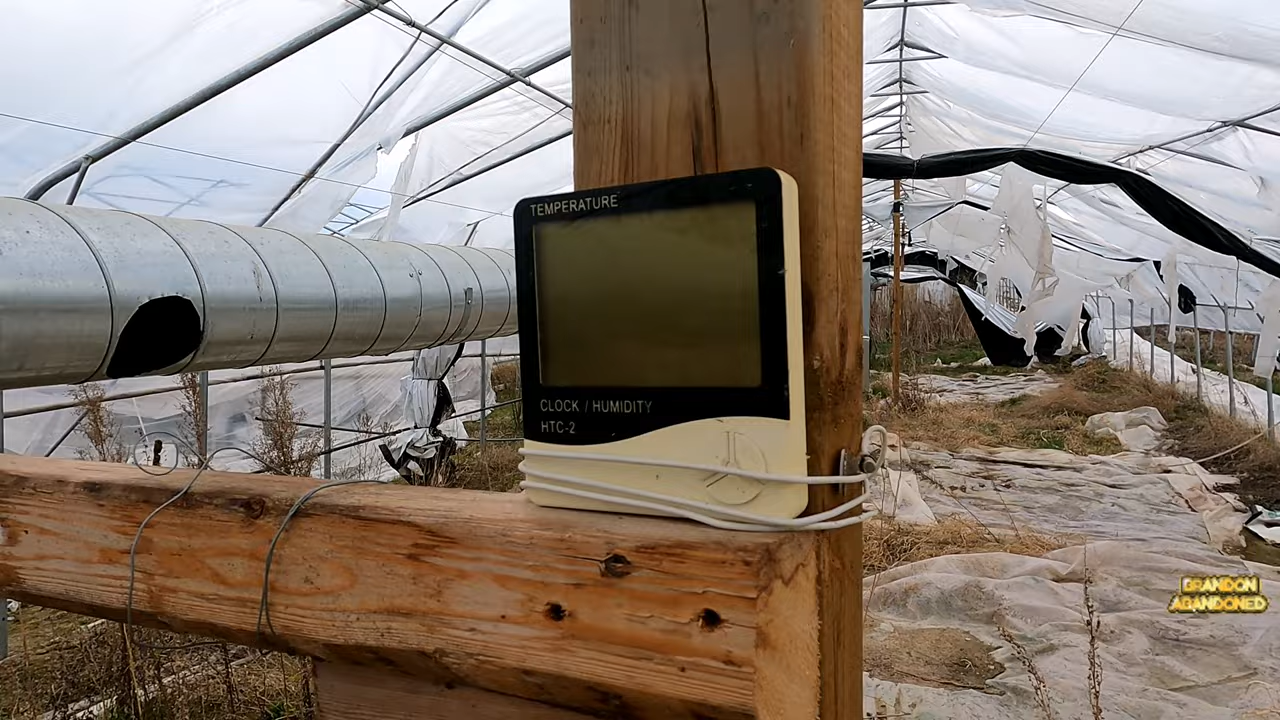 TEMPERATURE
CLOCK / HUMIDITY
HTC-2
BRANDON
ABANDONED